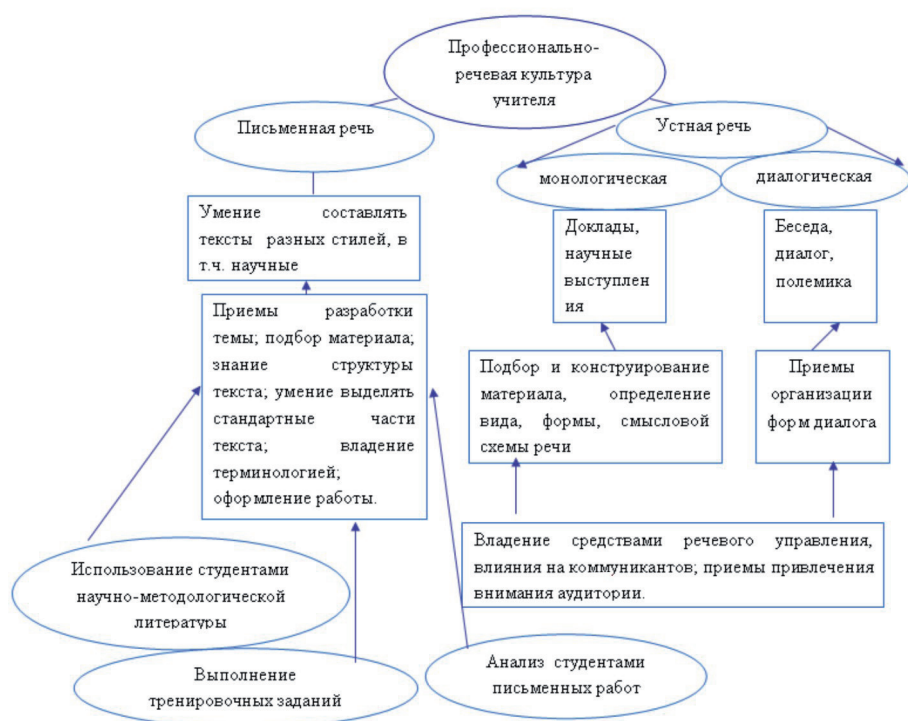 Профессионально-
речевая культура
учителя
Письменная речь
Устная речь
монологическая
диалогическая
Умение составлять
тексты разных стилей, в
т.ч. научные
Доклады,
научные
выступлен
ия
Беседа,
диалог,
полемика
Приемы разработки
темы; подбор материала;
знание структуры
текста; умение выделять
стандартные части
текста; владение
терминологией;
оформление работы.
Подбор и конструирование
материала, определение
вида, формы, смысловой
схемы речи
Приемы
организации
форм диалога
Владение средствами речевого управления,
влияния на коммуникантов; приемы привлечения
внимания аудитории.
Использование студентами
научно-методологической
литературы
Выполнение
тренировочных заданий
Анализ студентами
письменных работ